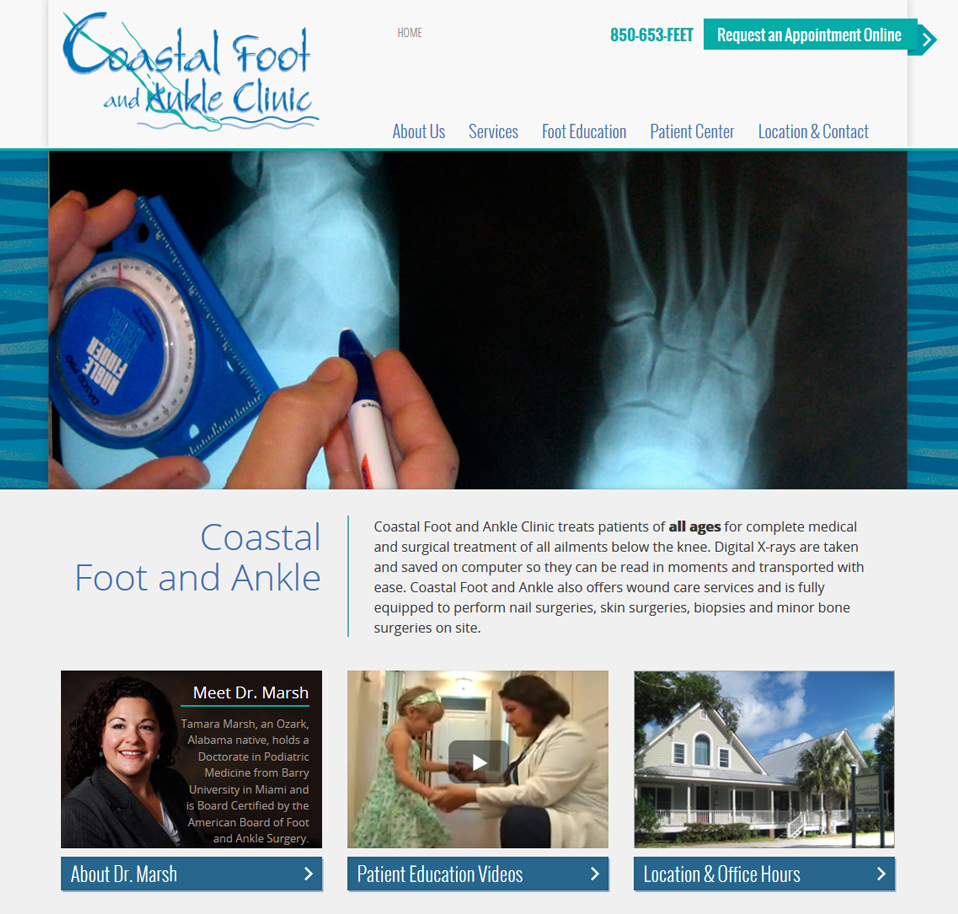 Coastal Foot
and Ankle Clinic
HOME
850-653-FEET
Request an Appointment Online
About Us Services Foot Education Patient Center Location & Contact
ANGLE
FINDER
Coastal
Foot and Ankle
Coastal Foot and Ankle Clinic treats patients of all ages for complete medical
and surgical treatment of all ailments below the knee. Digital X-rays are taken
and saved on computer so they can be read in moments and transported with
ease. Coastal Foot and Ankle also offers wound care services and is fully
equipped to perform nail surgeries, skin surgeries, biopsies and minor bone
surgeries on site.
Meet Dr. Marsh
Tamara Marsh, an Ozark,
Alabama native, holds a
Doctorate in Podiatric
Medicine from Barry
University in Miami and
is Board Certified by the
American Board of Foot
and Ankle Surgery.
About Dr. Marsh
Patient Education Videos
Location & Office Hours